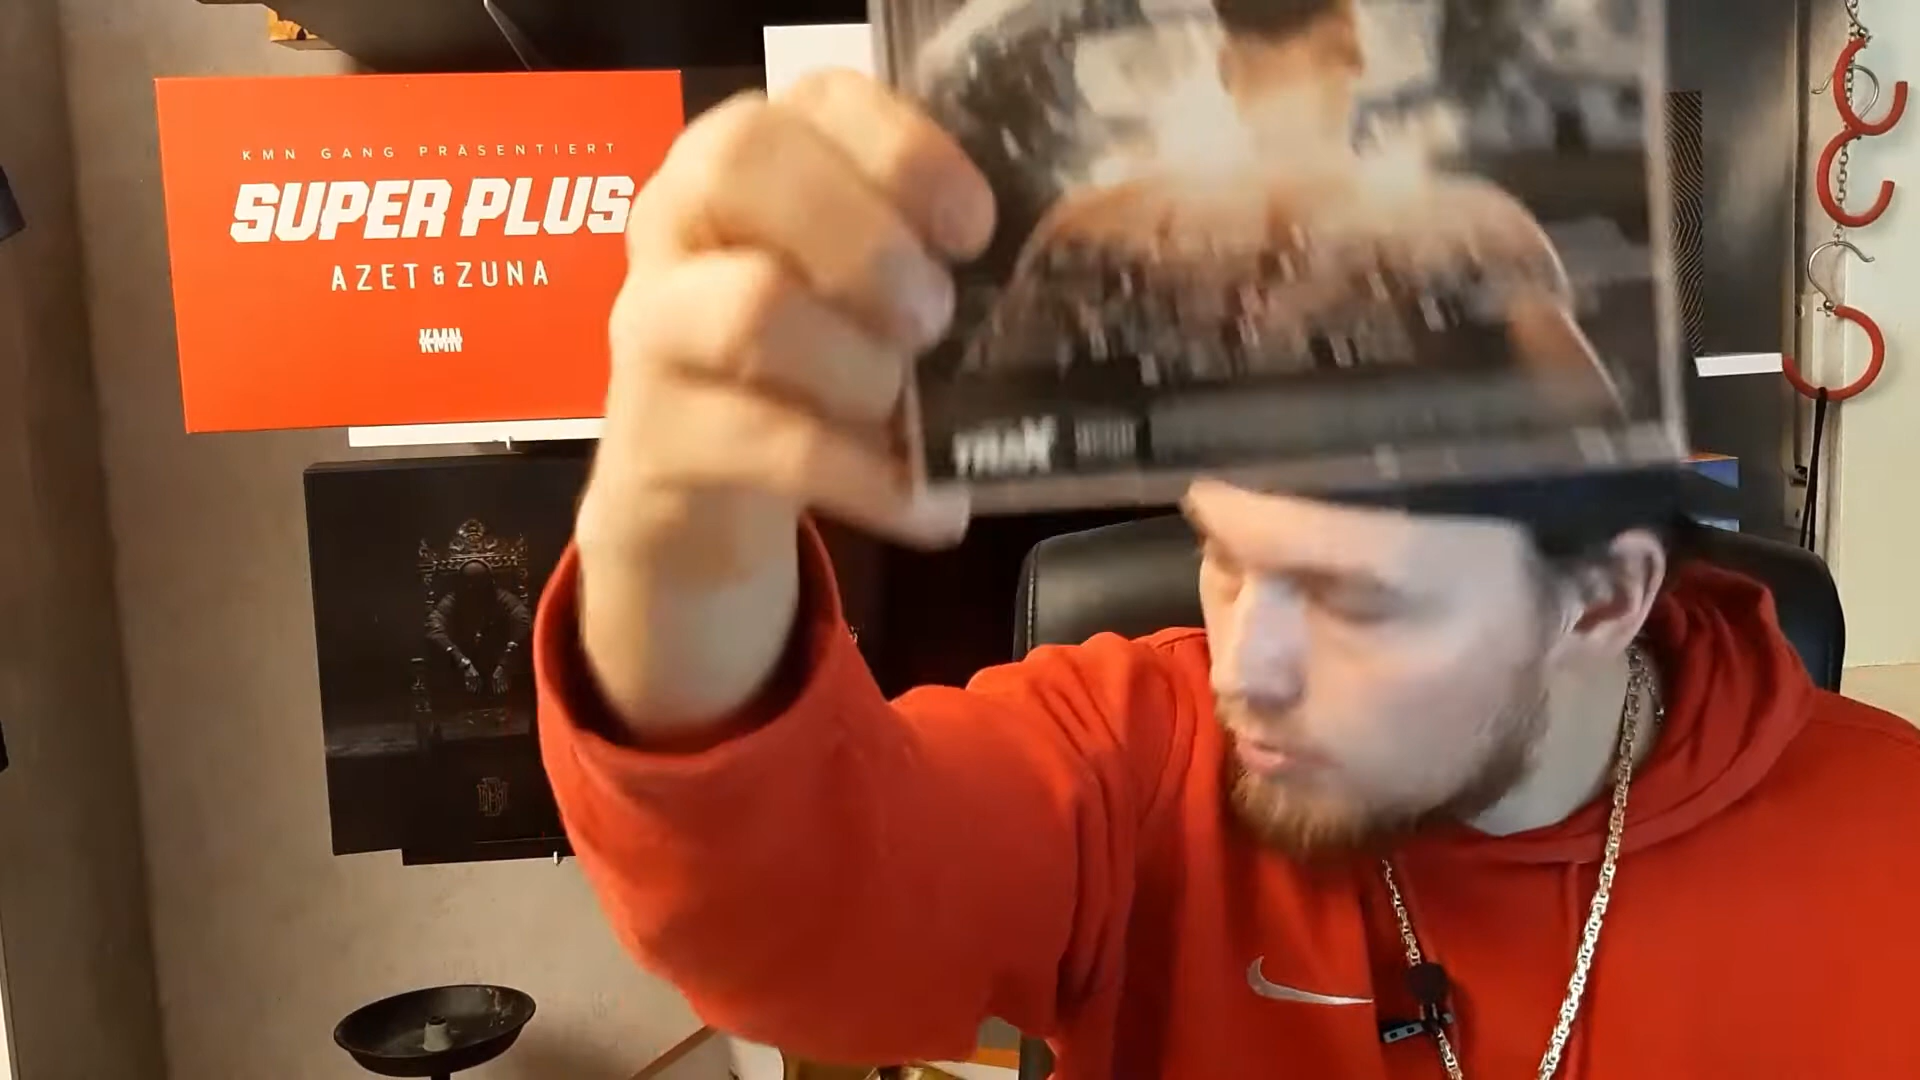 KMN GANG PRÄSENTIERT
SUPER PLUS
AZET & ZUNA
KMN